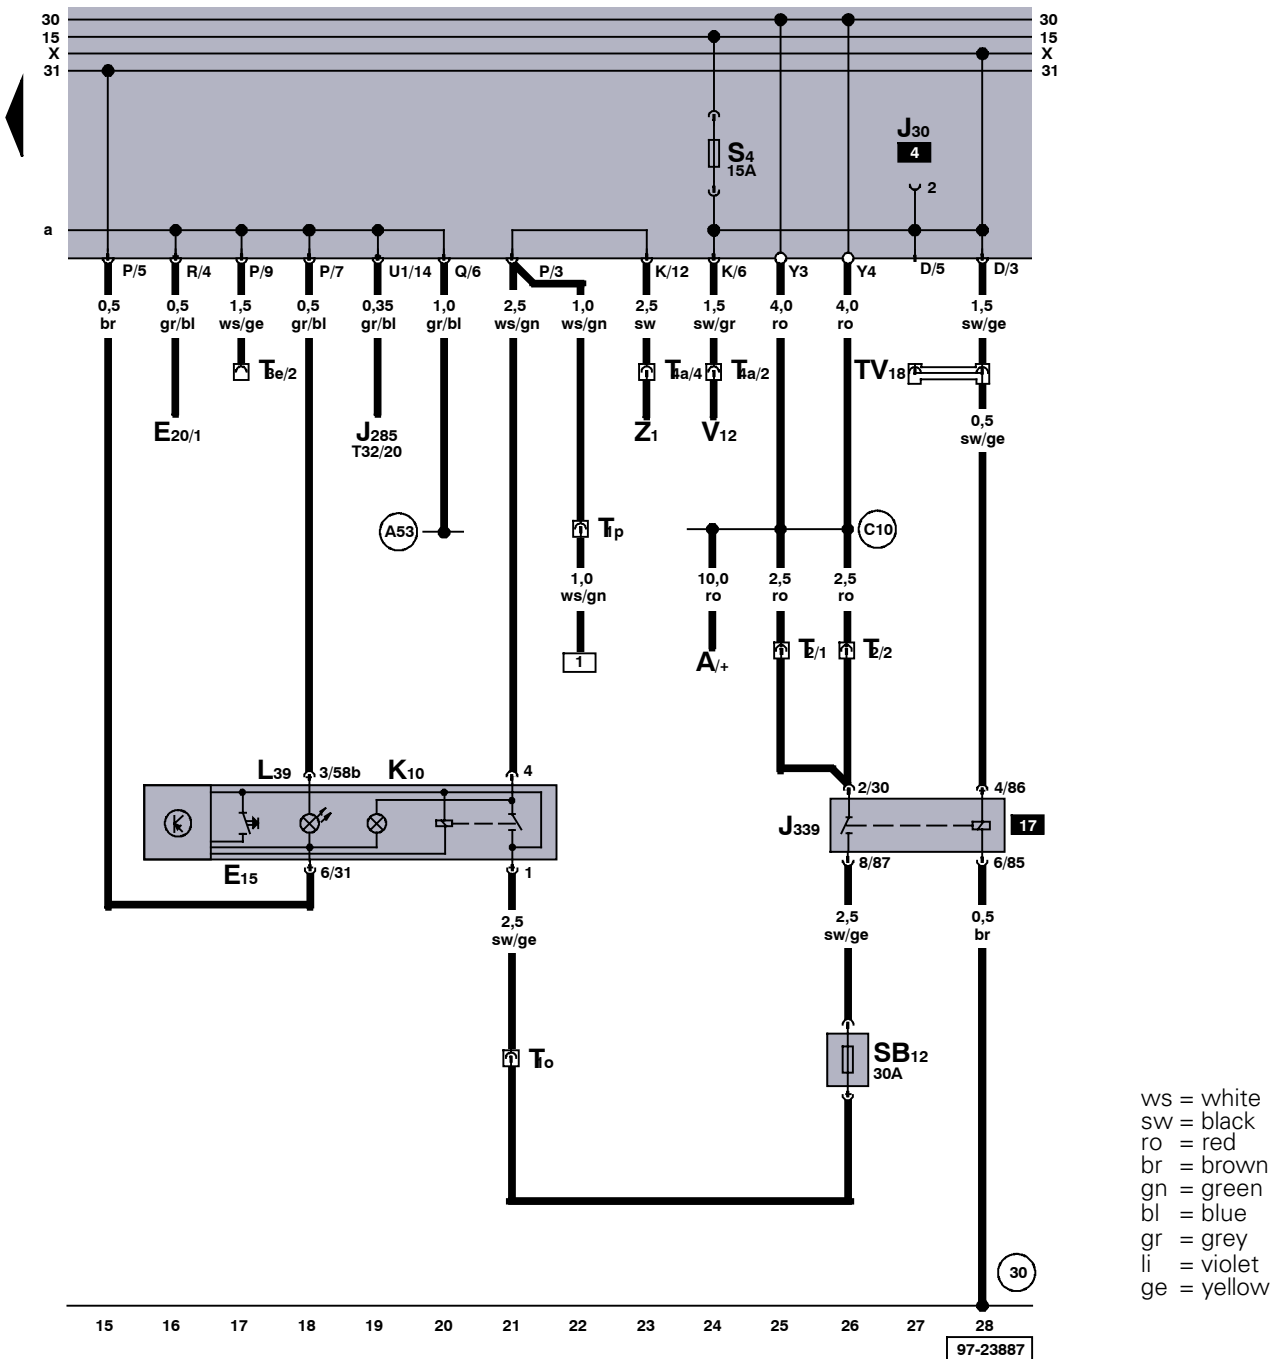 30 30
15 15
X X
31 31
J30
4
S4
15A
2
a
P/5 R/4 P/9 P/7 U1/14 Q/6 P/3 K/12 K/6 Y3 Y4 D/5 D/3
0,5 0,5 1,5 0,5 0,35 1,0 2,5 1,0 2,5 1,5 4,0 4,0 1,5
br gr/bl ws/ge gr/bl gr/bl gr/bl ws/gn ws/gn sw sw/gr ro ro sw/ge
T3e/2 T4a/4 T4a/2 TV18
E20/1 J285 Z1 V12 0,5
T32/20 sw/ge
A53 T1p C10
1,0 10,0 2,5 2,5
ws/gn ro ro ro
T2/1 T2/2
1 A/+
L39 3/58b K10 4
2/30 4/86
J339 17
E15 6/31 1 8/87 6/85
2,5 2,5 0,5
sw/ge sw/ge br
T1o SB12
30A
ws = white
sw = black
ro = red
br = brown
gn = green
bl = blue
gr = grey
li = violet
ge = yellow
30
15 16 17 18 19 20 21 22 23 24 25 26 27 28
97-23887